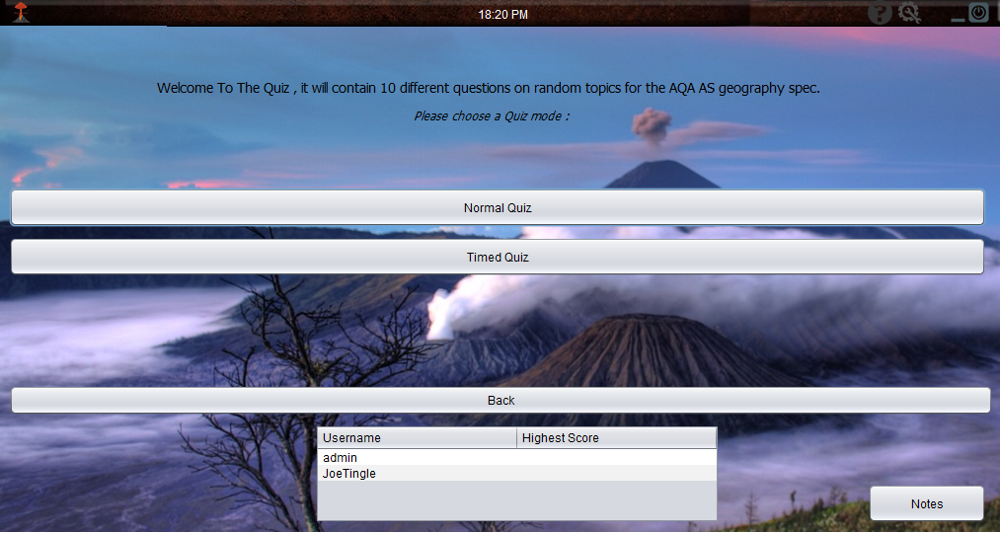 18:20 PM
Welcome To The Quiz , it will contain 10 different questions on random topics for the AQA AS geography spec.
Please choose a Quiz mode :
Normal Quiz
Timed Quiz
Back
Username Highest Score
admin
JoeTingle
Notes